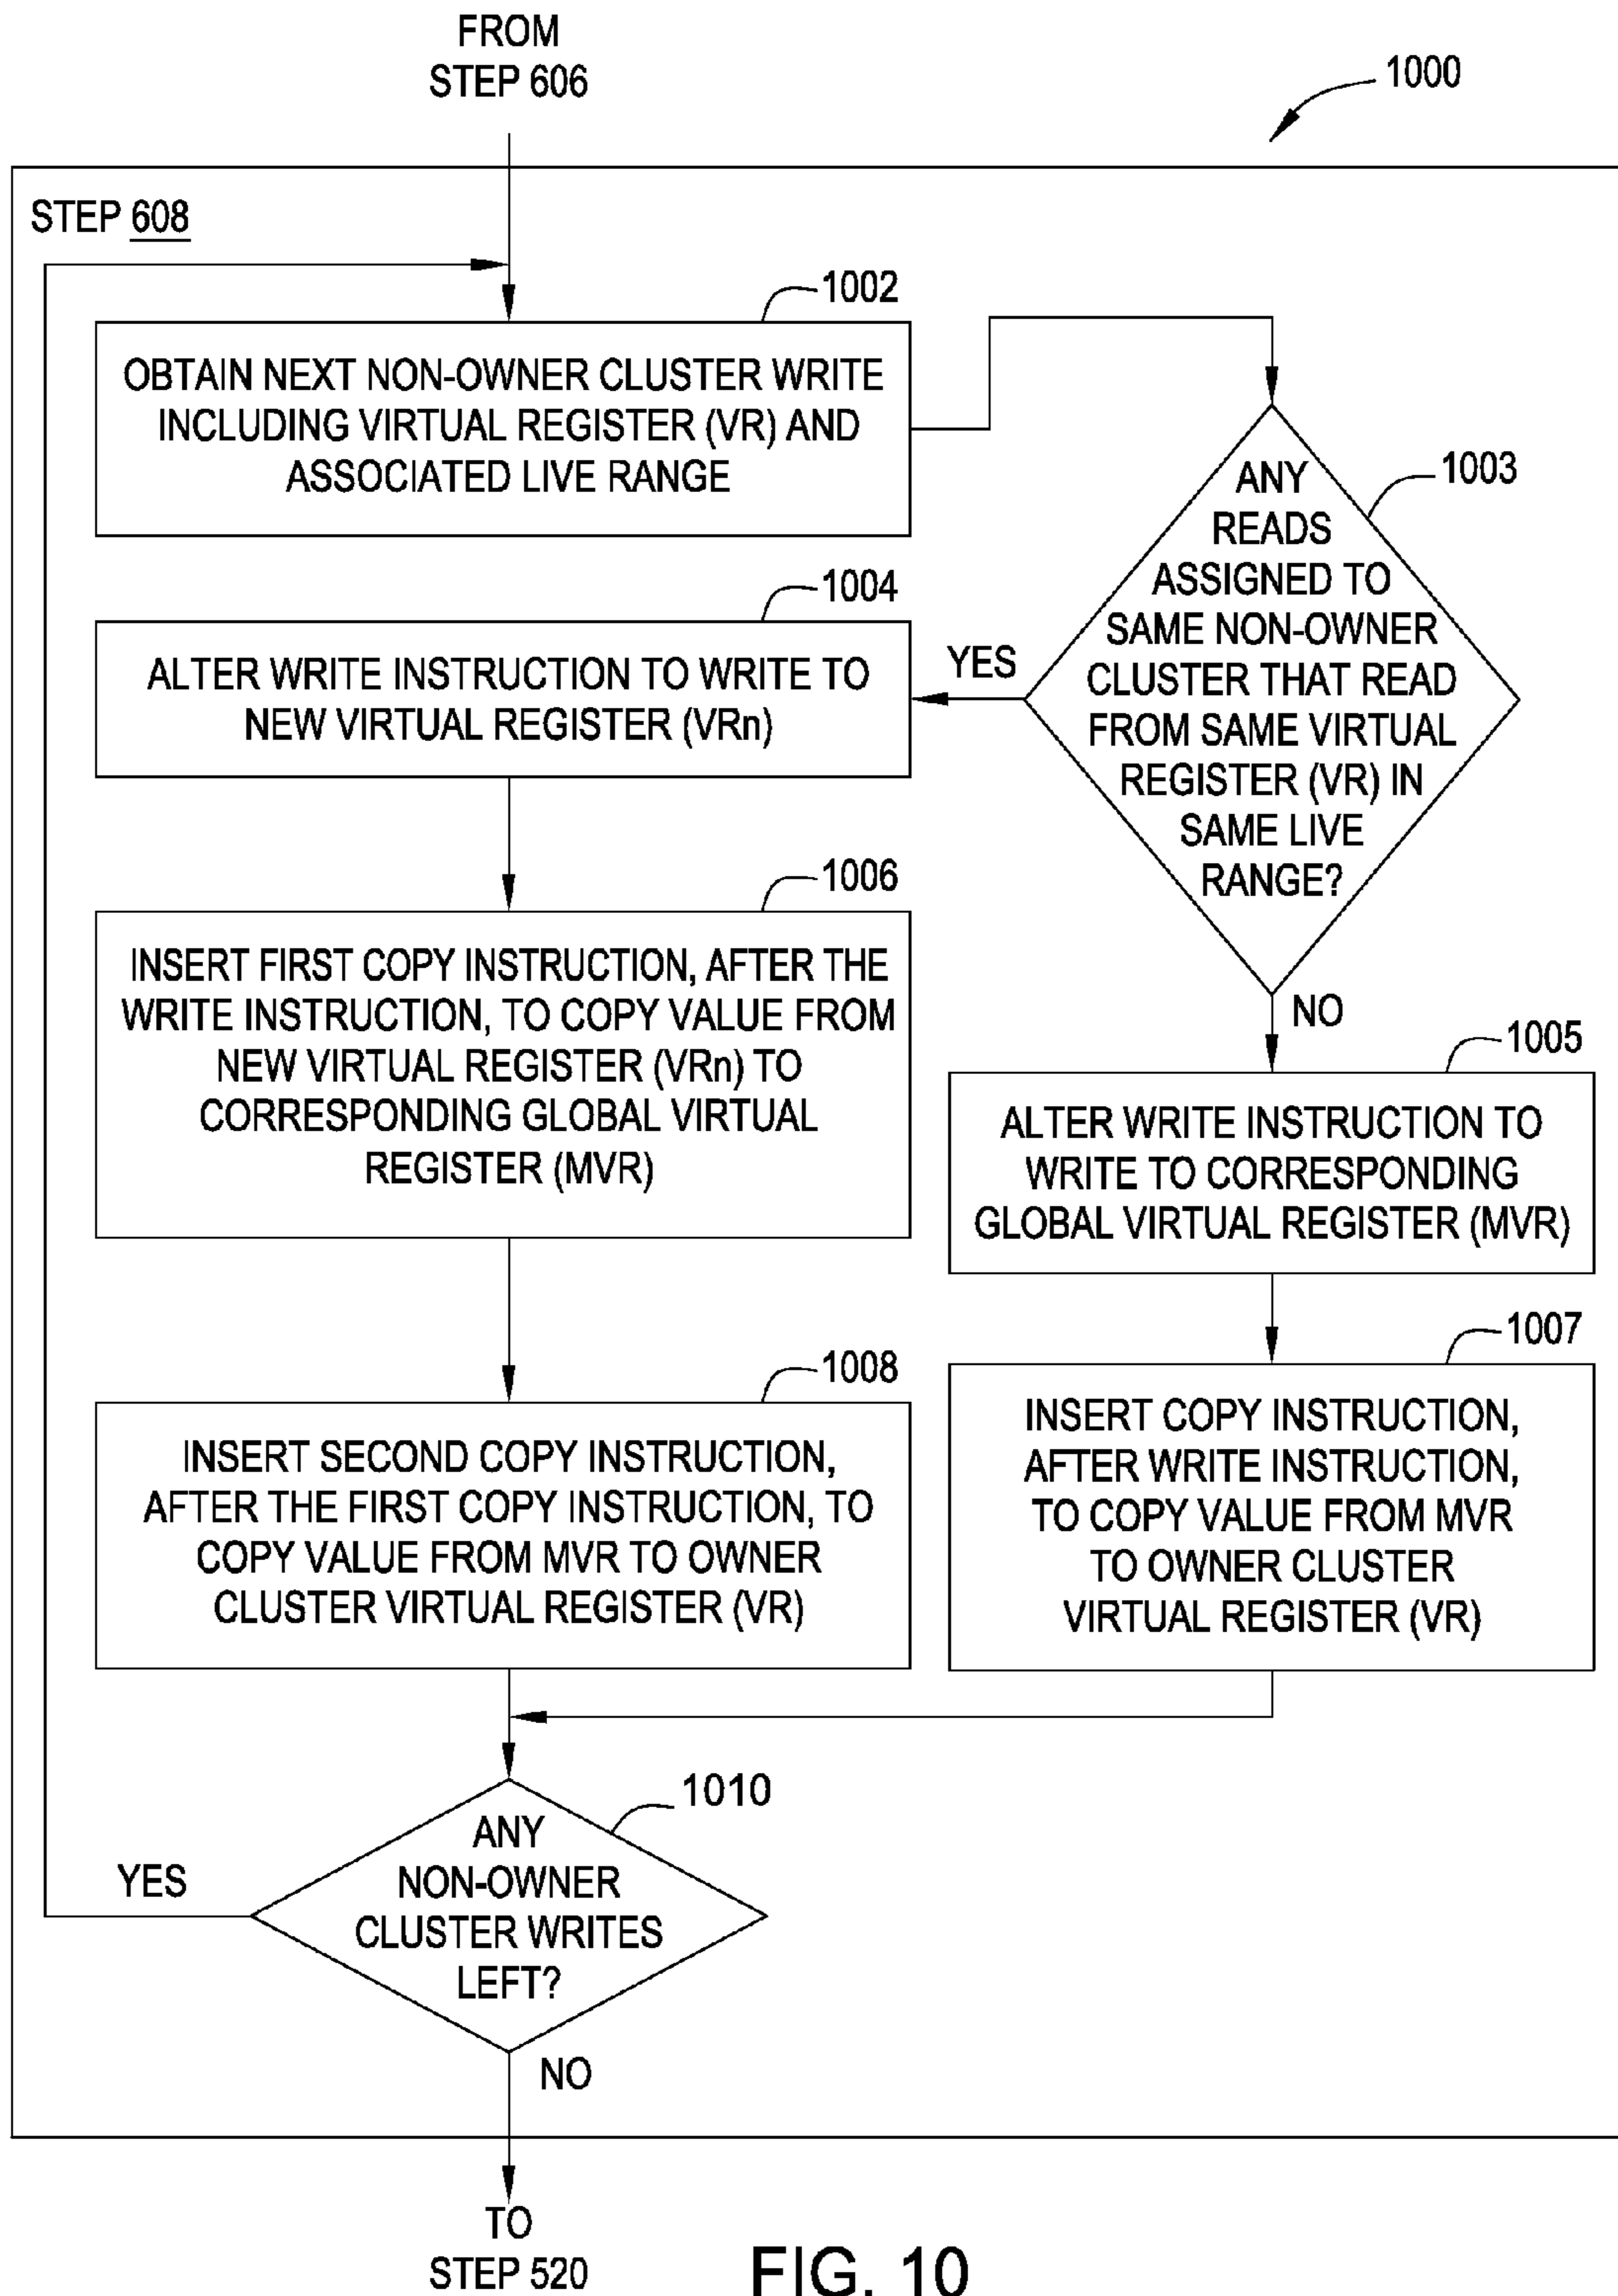 FROM
STEP 606
1000
STEP 608
1002
OBTAIN NEXT NON-OWNER CLUSTER WRITE
INCLUDING VIRTUAL REGISTER (VR) AND
ASSOCIATED LIVE RANGE
1003
ANY
READS
ASSIGNED TO
SAME NON-OWNER
CLUSTER THAT READ
FROM SAME VIRTUAL
REGISTER (VR) IN
SAME LIVE
RANGE?
YES
1004
ALTER WRITE INSTRUCTION TO WRITE TO
NEW VIRTUAL REGISTER (VRn)
1006
INSERT FIRST COPY INSTRUCTION, AFTER THE
WRITE INSTRUCTION, TO COPY VALUE FROM
NEW VIRTUAL REGISTER (VRn) TO
CORRESPONDING GLOBAL VIRTUAL
REGISTER (MVR)
NO
1005
ALTER WRITE INSTRUCTION TO
WRITE TO CORRESPONDING
GLOBAL VIRTUAL REGISTER (MVR)
1008
INSERT SECOND COPY INSTRUCTION,
AFTER THE FIRST COPY INSTRUCTION, TO
COPY VALUE FROM MVR TO OWNER
CLUSTER VIRTUAL REGISTER (VR)
1007
INSERT COPY INSTRUCTION,
AFTER WRITE INSTRUCTION,
TO COPY VALUE FROM MVR
TO OWNER CLUSTER
VIRTUAL REGISTER (VR)
1010
ANY
NON-OWNER
CLUSTER WRITES
LEFT?
YES
NO
TO
STEP 520
FIG. 10